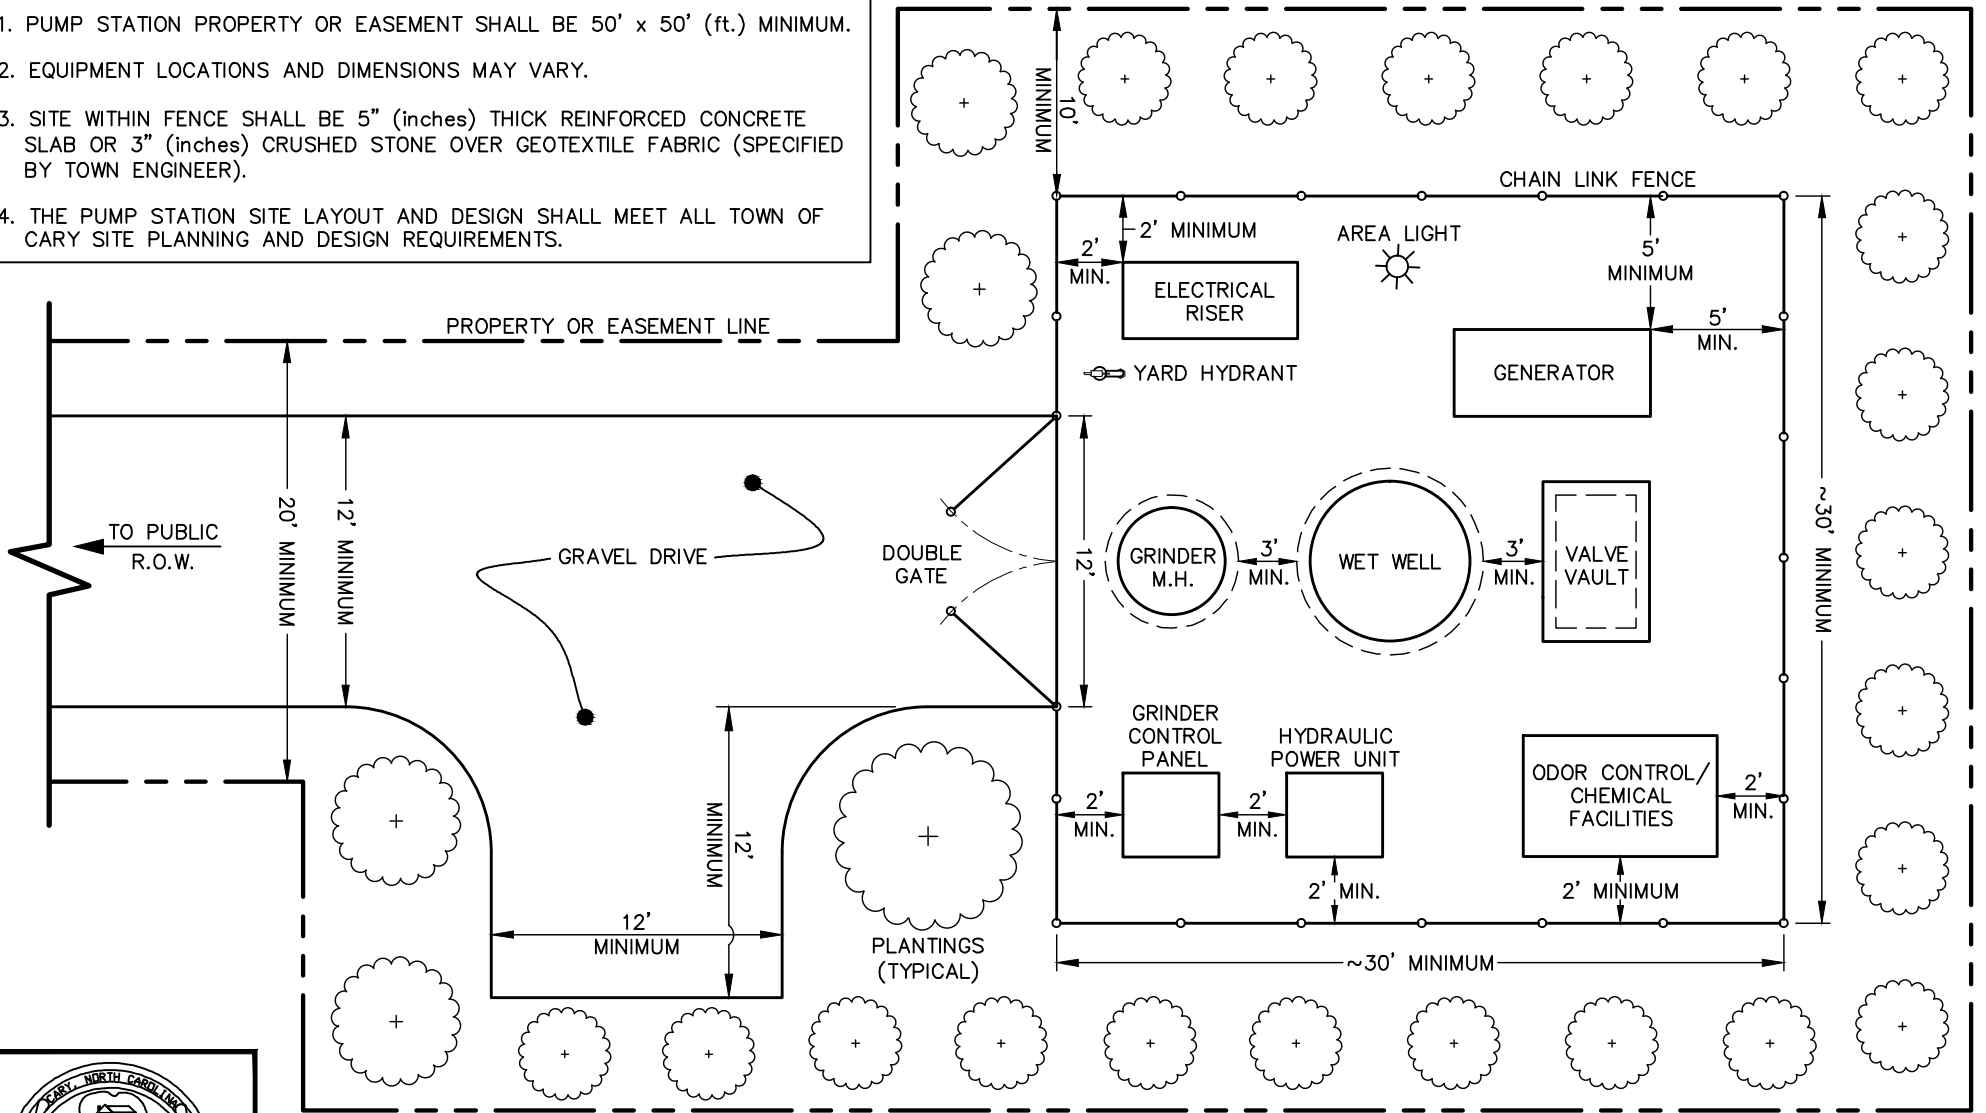 1. PUMP STATION PROPERTY OR EASEMENT SHALL BE 50' x 50' (ft.) MINIMUM.
2. EQUIPMENT LOCATIONS AND DIMENSIONS MAY VARY.
3. SITE WITHIN FENCE SHALL BE 5" (inches) THICK REINFORCED CONCRETE
SLAB OR 3" (inches) CRUSHED STONE OVER GEOTEXTILE FABRIC (SPECIFIED
BY TOWN ENGINEER).
4. THE PUMP STATION SITE LAYOUT AND DESIGN SHALL MEET ALL TOWN OF
CARY SITE PLANNING AND DESIGN REQUIREMENTS.
10'
MINIMUM
CHAIN LINK FENCE
2' MINIMUM
2'
MIN.
AREA LIGHT
5'
MINIMUM
ELECTRICAL
RISER
5'
MIN.
PROPERTY OR EASEMENT LINE
YARD HYDRANT
GENERATOR
TO PUBLIC
R.O.W.
20' MINIMUM
12' MINIMUM
GRAVEL DRIVE
DOUBLE
GATE
12'
GRINDER
M.H.
3'
MIN.
WET WELL
3'
MIN.
VALVE
VAULT
~30' MINIMUM
GRINDER
CONTROL
PANEL
HYDRAULIC
POWER UNIT
ODOR CONTROL/
CHEMICAL
FACILITIES
2'
MIN.
2'
MIN.
2'
MIN.
12'
MINIMUM
2' MIN.
2' MINIMUM
12'
MINIMUM
PLANTINGS
(TYPICAL)
~30' MINIMUM
CARY, NORTH CAROLINA